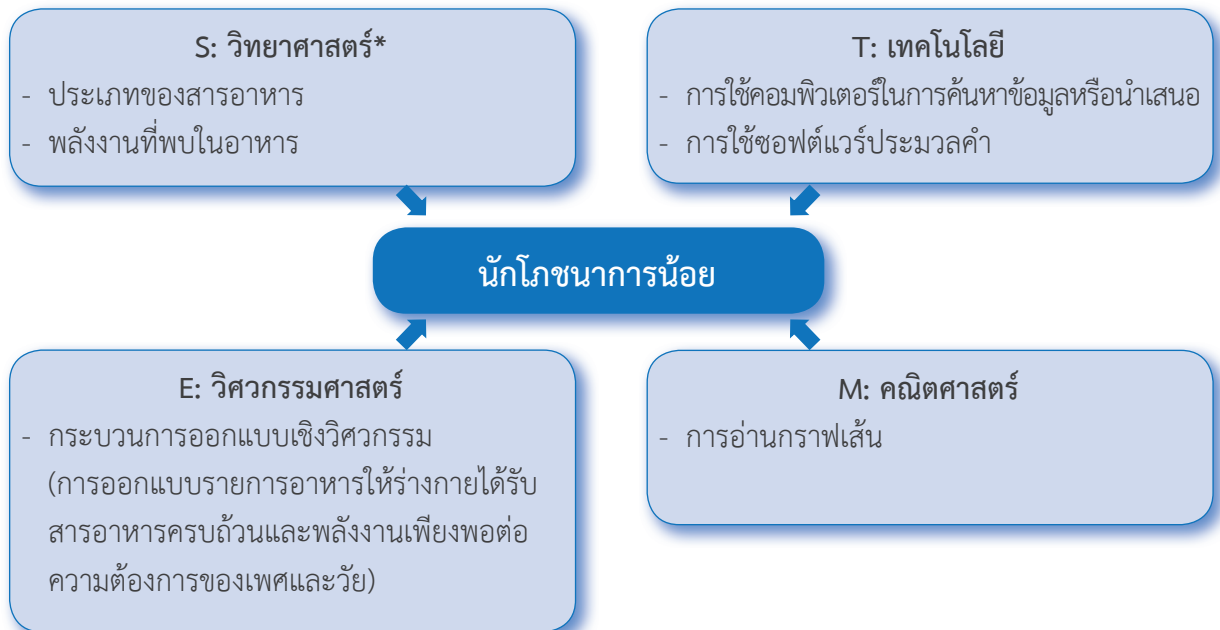 S: วิทยาศาสตร์*
- ประเภทของสารอาหาร
- พลังงานที่พบในอาหาร
T: เทคโนโลยี
- การใช้คอมพิวเตอร์ในการค้นหาข้อมูลหรือนำเสนอ
- การใช้ซอฟต์แวร์ประมวลคำ
นักโภชนาการน้อย
E: วิศวกรรมศาสตร์
- กระบวนการออกแบบเชิงวิศวกรรม
(การออกแบบรายการอาหารให้ร่างกายได้รับ
สารอาหารครบถ้วนและพลังงานเพียงพอต่อ
ความต้องการของเพศและวัย)
M: คณิตศาสตร์
- การอ่านกราฟเส้น